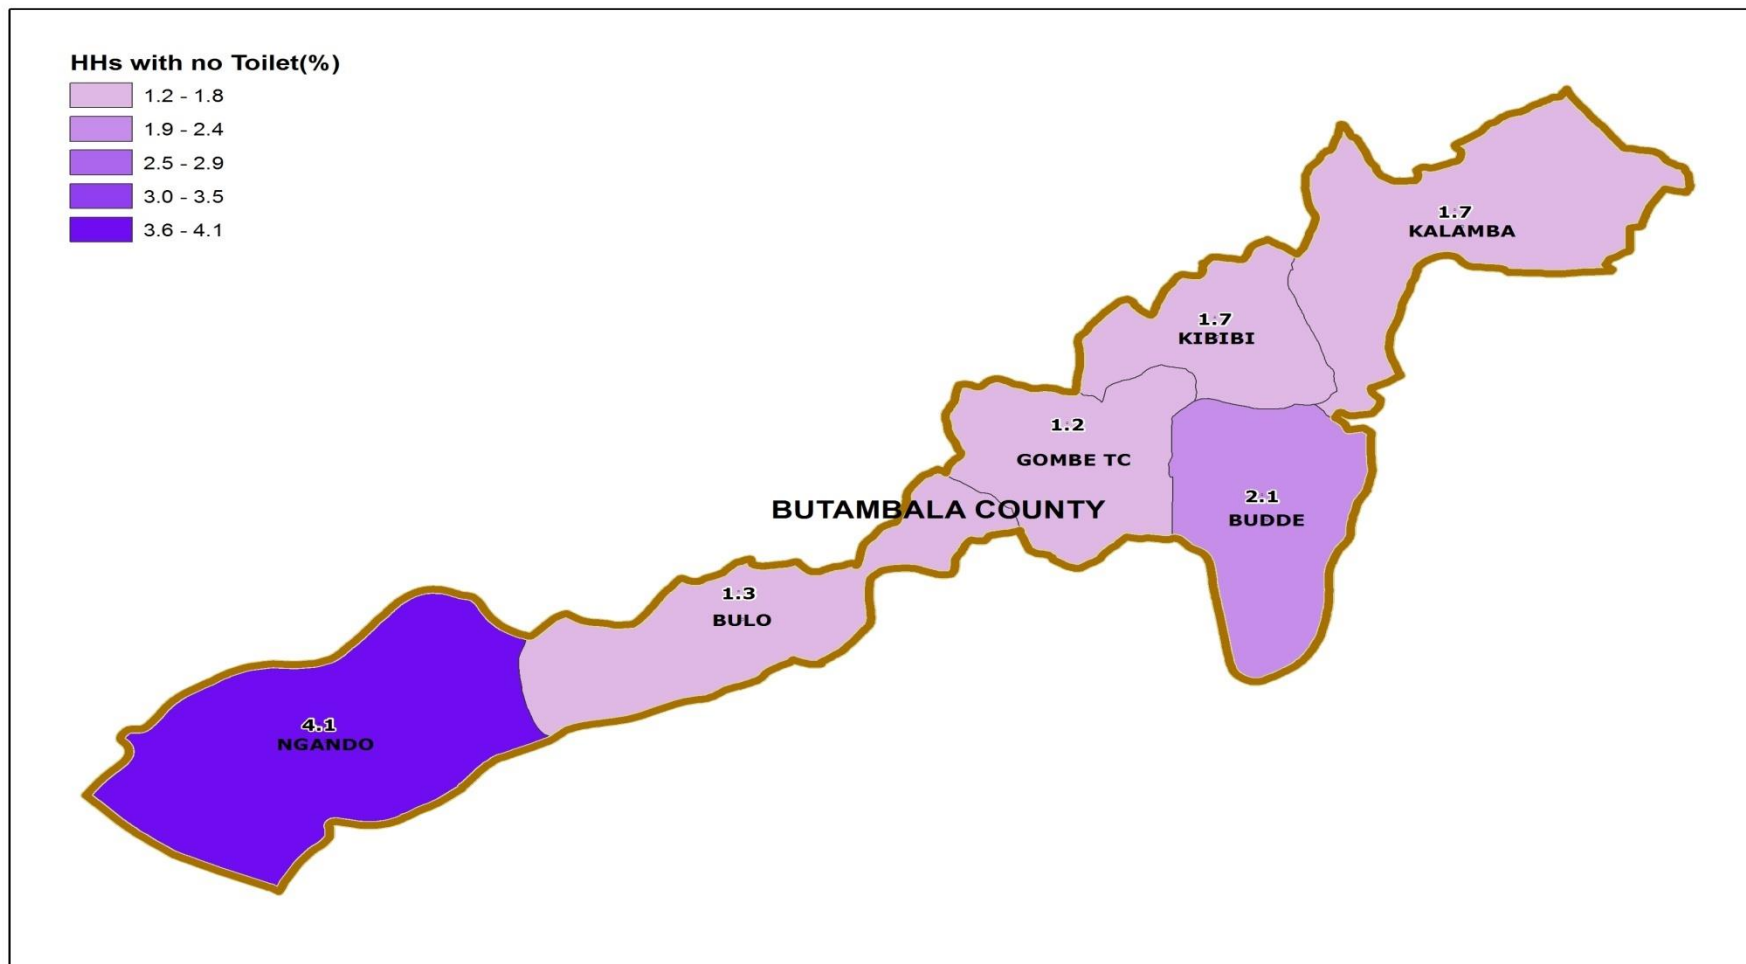 HHs with no Toilet(%)
1.2 - 1.8
1.9 - 2.4
2.5 - 2.9
3.0 - 3.5
3.6 - 4.1
1.7
KALAMBA
1.7
KIBIBI
1.2
GOMBE TC
2.1
BUDDE
BUTAMBALA COUNTY
1.3
BULO
4.1
NGANDO